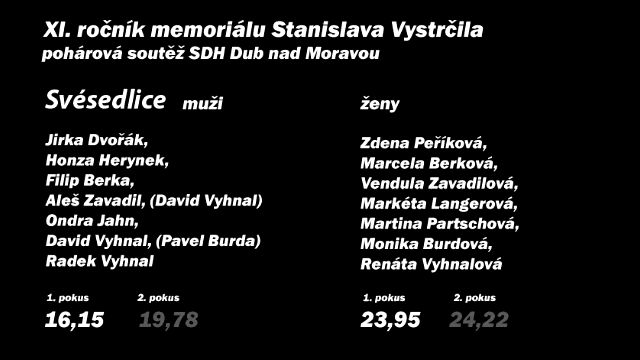 XI. ročník memoriálu Stanislava Vystrčila
pohárová soutěž SDH Dub nad Moravou
Svésedlice muži
Jirka Dvořák,
Honza Herynek,
Filip Berka,
Aleš Zavadil, (David Vyhnal)
Ondra Jahn,
David Vyhnal, (Pavel Burda)
Radek Vyhnal
1. pokus 2. pokus
16,15 19,78
ženy
Zdena Peříková,
Marcela Berková,
Vendula Zavadilová,
Markéta Langerová,
Martina Partschová,
Monika Burdová,
Renáta Vyhnalová
1. pokus 2. pokus
23,95 24,22